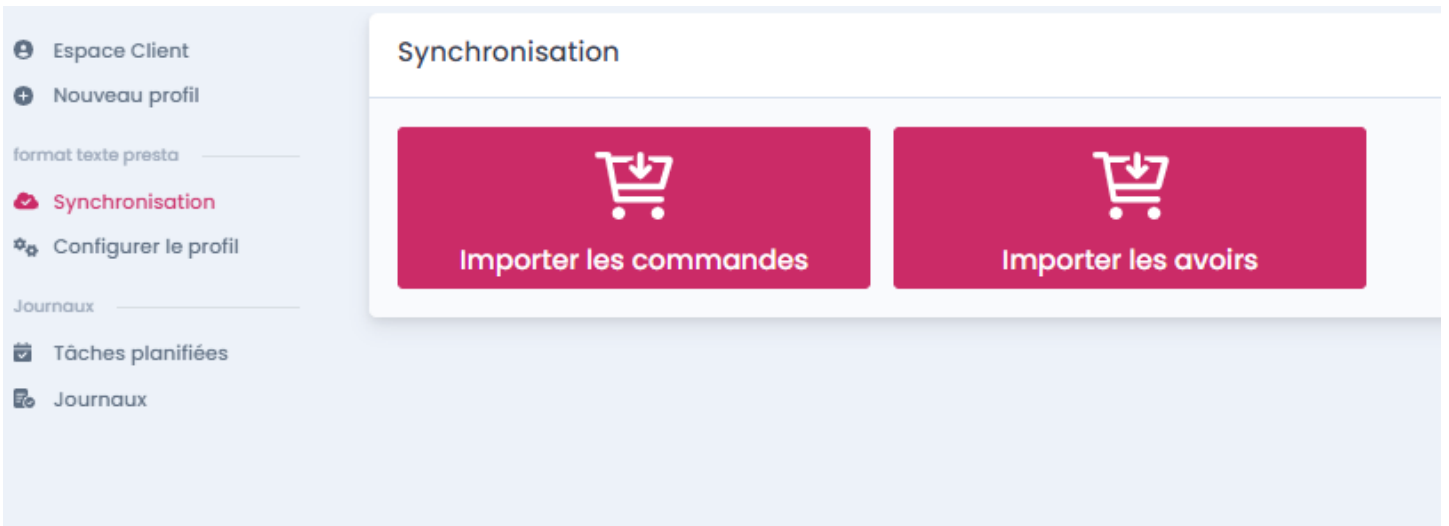 Espace Client
Nouveau profil
format texte presta
Synchronisation
Configurer le profil
Journaux
Tâches planifiées
Journaux
Synchronisation
Importer les commandes
Importer les avoirs